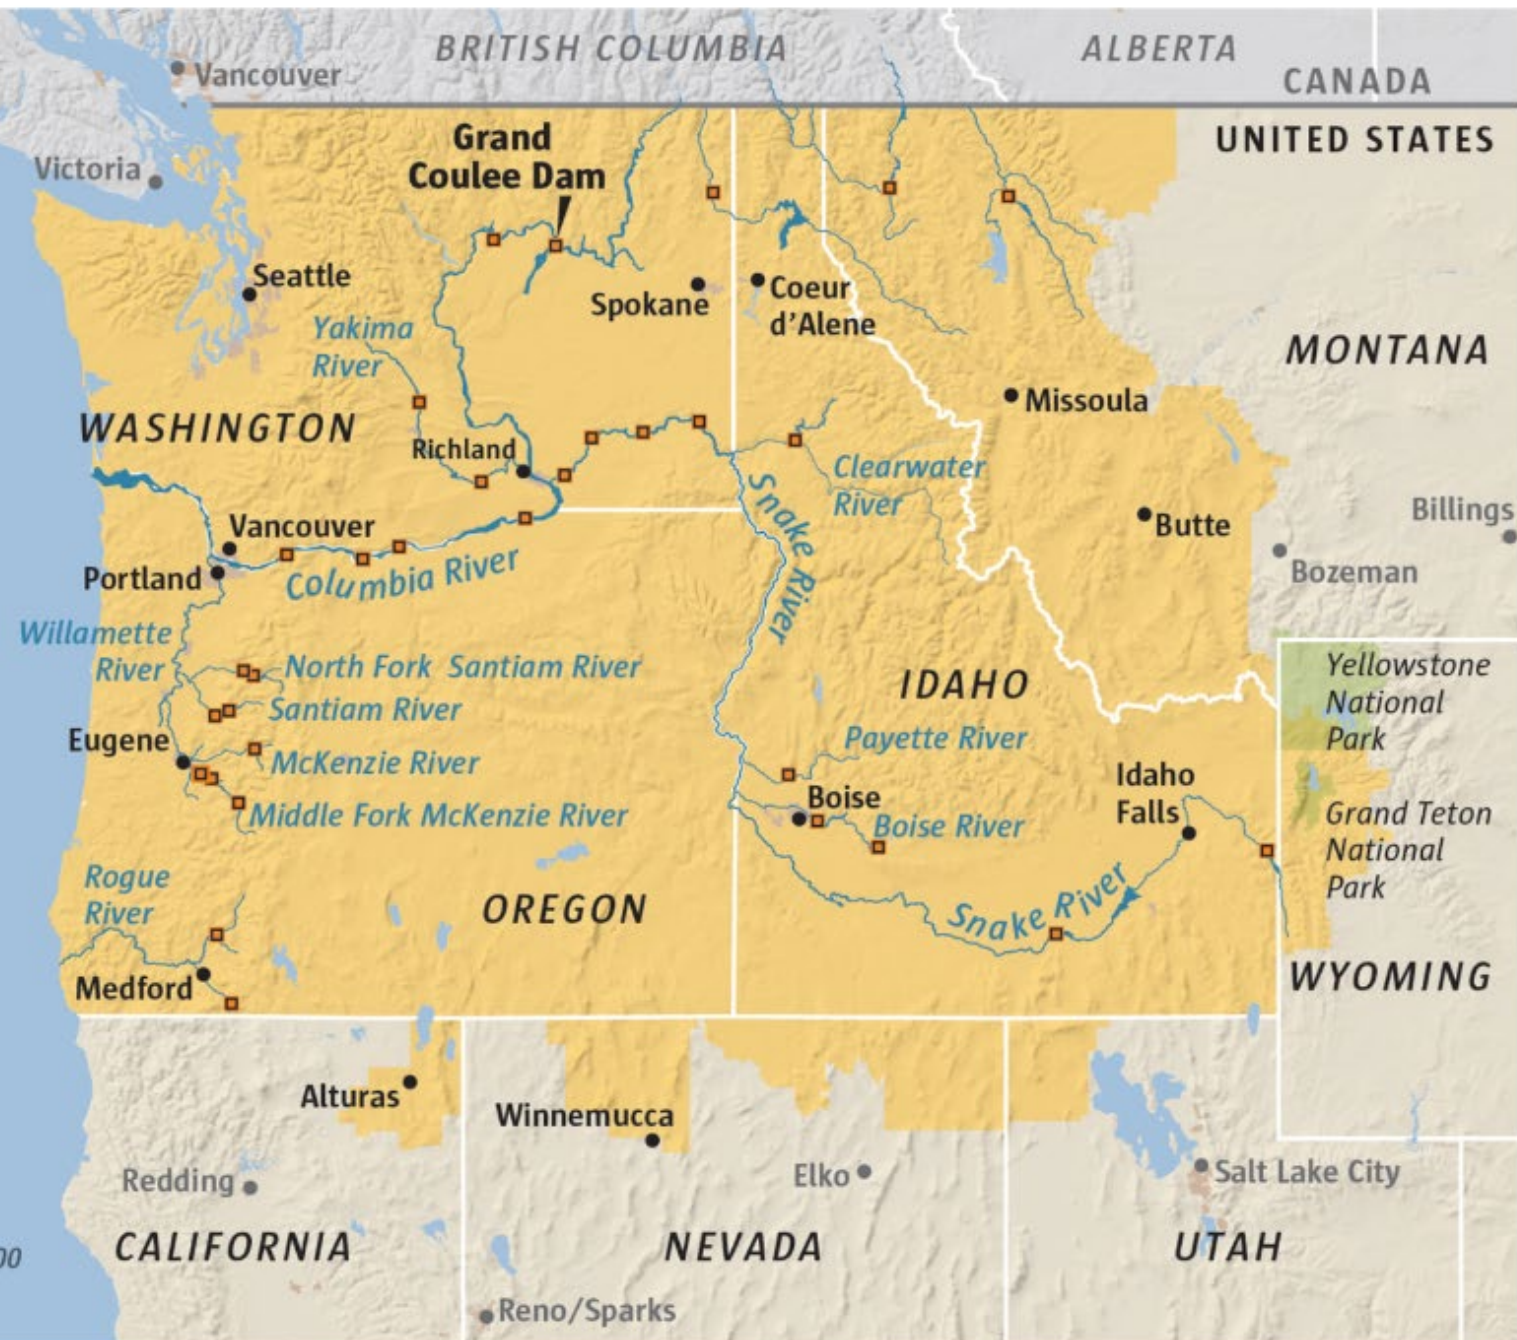 BRITISH COLUMBIA
ALBERTA
Vancouver
CANADA
Grand
Coulee Dam
UNITED STATES
Victoria
Seattle
Spokane
Coeur
d'Alene
Yakima
River
MONTANA
Missoula
WASHINGTON
Richland
Clearwater
River
Snake River
Vancouver
Billings
Butte
Portland
Columbia River
Bozeman
Willamette
River
North Fork Santiam River
Santiam River
IDAHO
Yellowstone
National
Park
Eugene
McKenzie River
Payette River
Idaho
Falls
Boise
Middle Fork McKenzie River
Boise River
Grand Teton
National
Park
Rogue
River
OREGON
Snake River
Medford
WYOMING
Alturas
Winnemucca
Redding
Elko
Salt Lake City
CALIFORNIA
NEVADA
UTAH
00
Reno/Sparks